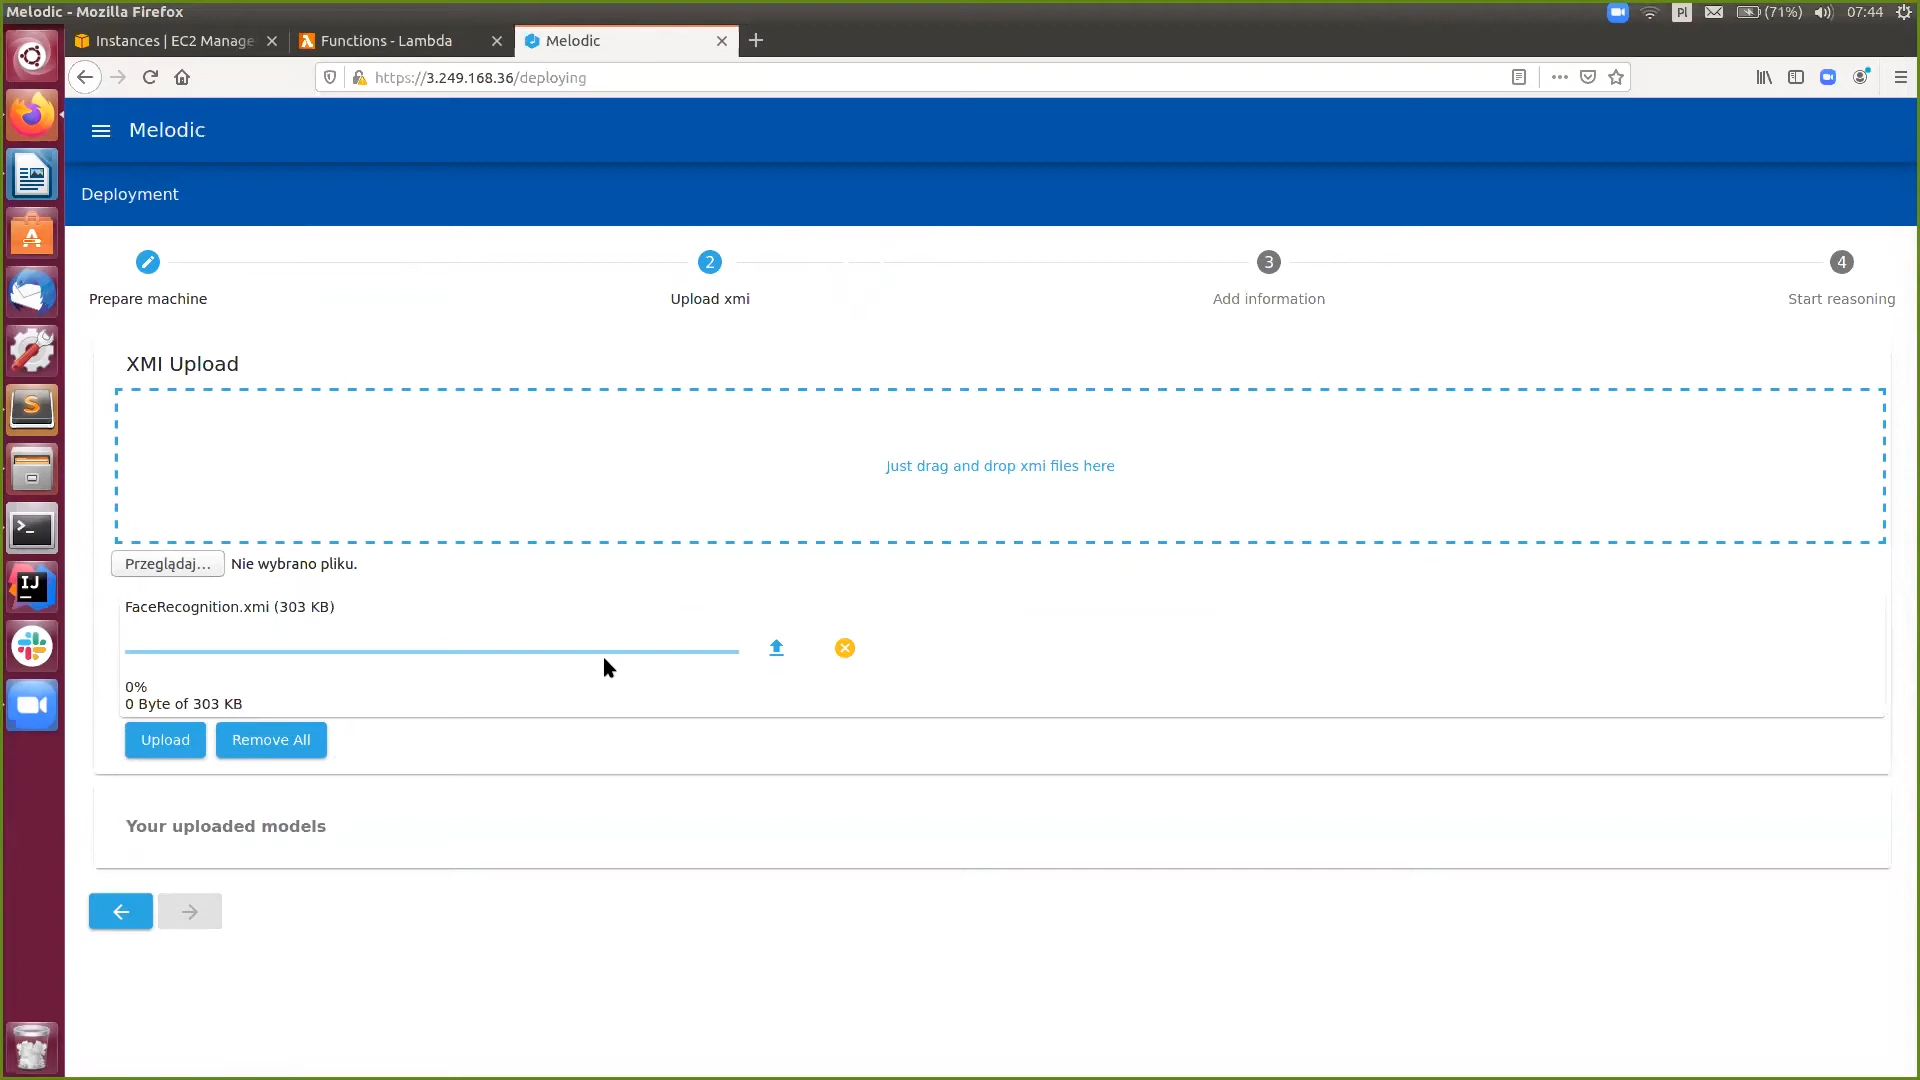 Melodic - Mozilla Firefox
Pl
(71%)
07:44
Instances | EC2 Manage
Functions - Lambda
Melodic
https://3.249.168.36/deploying
Melodic
Deployment
2
3
4
Prepare machine
Upload xmi
Add information
Start reasoning
XMI Upload
Just drag and drop xmi files here
Przeglądaj...
Nie wybrano pliku.
FaceRecognition.xmi (303 KB)
0%
0 Byte of 303 KB
Upload
Remove All
Your uploaded models